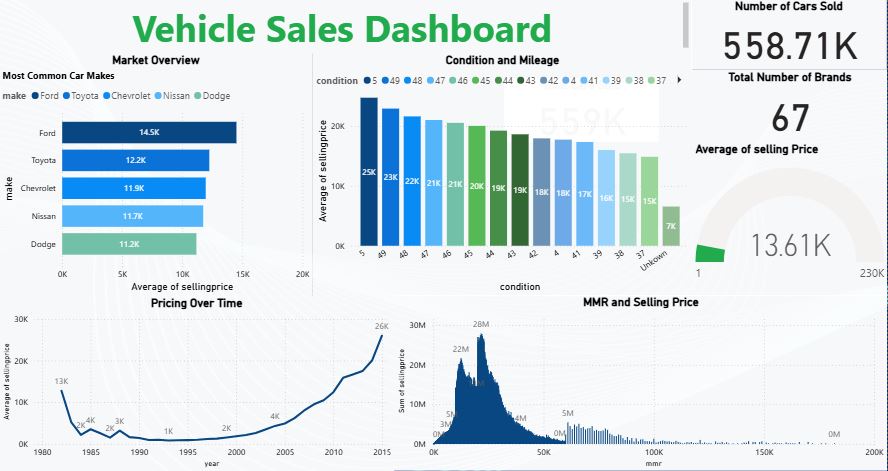 Vehicle Sales Dashboard
Number of Cars Sold
558.71K
Total Number of Brands
67
Average of selling Price
13.61K
1
230K
Market Overview
Most Common Car Makes
make Ford Toyota Chevrolet Nissan Dodge
make
Ford
14.5K
Toyota
12.2K
Chevrolet
11.9K
Nissan
11.7K
Dodge
11.2K
0K 5K 10K 15K 20K
Average of sellingprice
Condition and Mileage
condition 5 49 48 47 46 45 44 43 42 4 41 39 38 37
559K
Average of sellingprice
20K
10K
0K
25K 23K 22K 21K 21K 20K 19K 19K 18K 18K 17K 16K 15K 15K 7K
5 49 48 47 46 45 44 43 42 4 41 39 38 37 Unkown
condition
Pricing Over Time
Average of sellingprice
30K
20K
10K
0K
13K
2K
4K
2K
3K
1K
2K
4K
26K
1980 1985 1990 1995 2000 2005 2010 2015
year
MMR and Selling Price
Sum of sellingprice
30M
20M
10M
0M
28M
22M
5M
3M
0M
4M
0M
5M
0M
0K 50K 100K 150K 200K
mmr